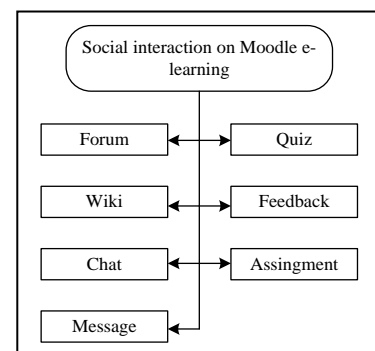 Social interaction on Moodle e-
learning
Forum
Quiz
Wiki
Feedback
Chat
Assingment
Message